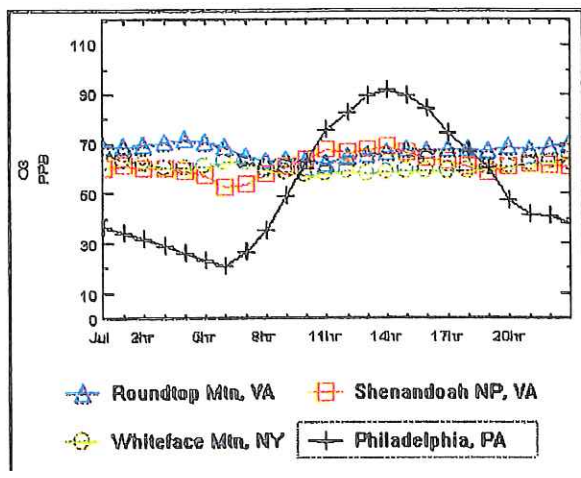 110
90
70
50
30
10
0
O3
PPB
Jul 2hr 5hr 8hr 11hr 14hr 17hr 20hr
Roundtop Mtn, VA
Shenandoah NP, VA
Whiteface Mtn, NY
Philadelphia, PA